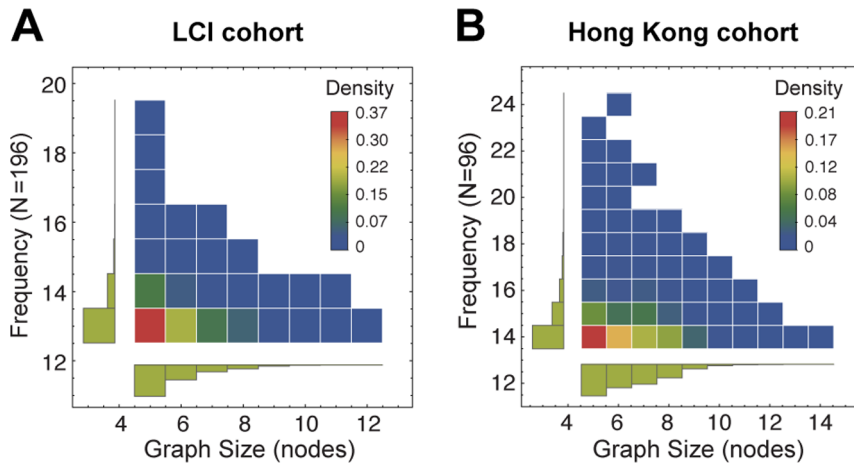 A
LCI cohort
Density
0.37
0.30
0.22
0.15
0.07
0
Frequency (N =196)
20
18
16
14
12
4 6 8 10 12
Graph Size (nodes)
B
Hong Kong cohort
Density
0.21
0.17
0.12
0.08
0.04
0
Frequency (N=96)
24
22
20
18
16
14
12
4 6 8 10 12 14
Graph Size (nodes)